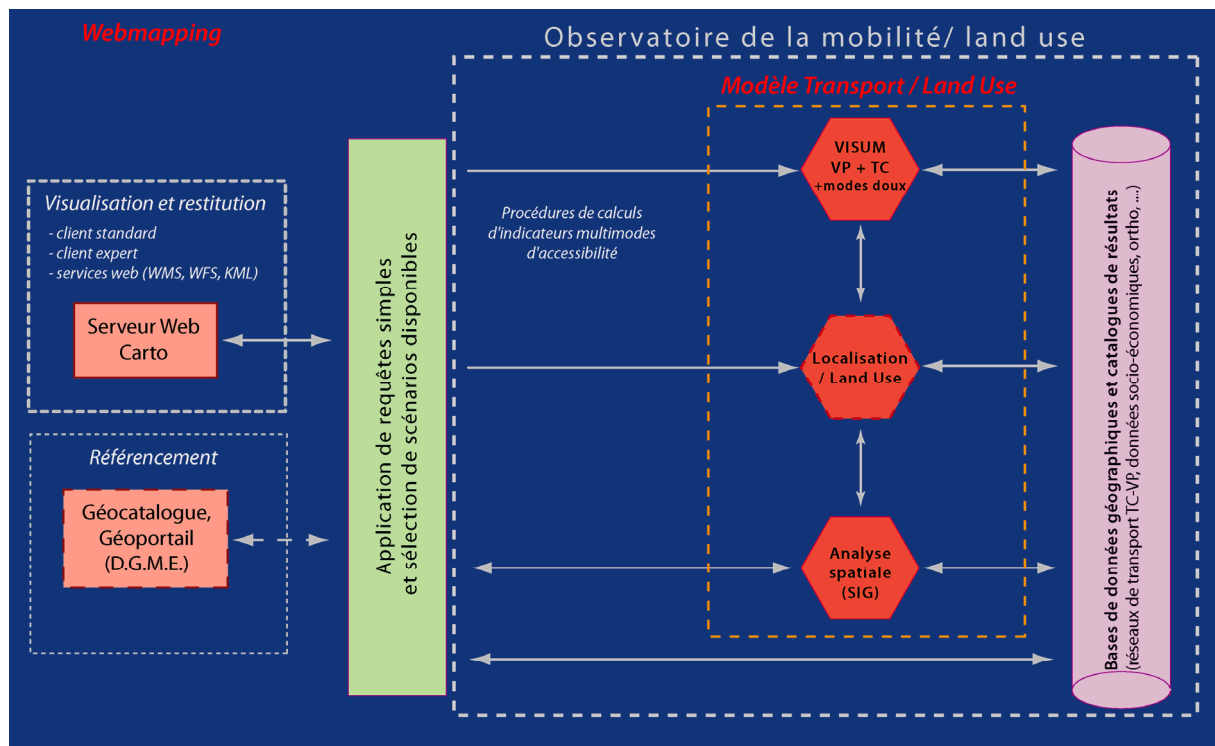 Webmapping
Observatoire de la mobilité/ land use
Modèle Transport / Land Use
Visualisation et restitution
- client standard
- client expert
- services web (WMS, WFS, KML)
Serveur Web
Carto
Référencement
Géocatalogue,
Géoportail
(D.G.M.E.)
Application de requêtes simples
et sélection de scénarios disponibles
Procédures de calculs
d'indicateurs multimodes
d'accessibilité
VISUM
VP + TC
+modes doux
Localisation
/ Land Use
Analyse
spatiale
(SIG)
Bases de données géographiques et catalogues de résultats
(réseaux de transport TC-VP, données socio-économiques, ortho, ....)